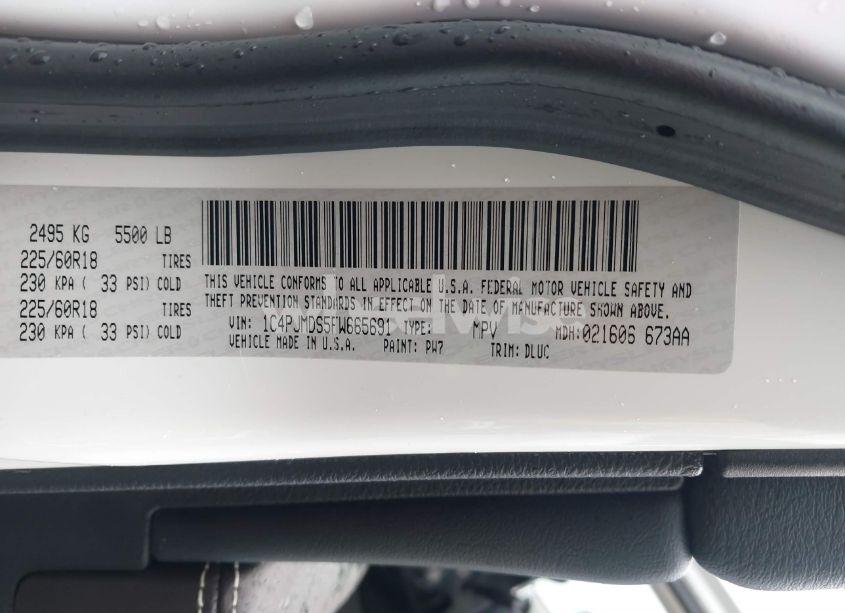 2495 KG 5500 LB
225/60R18 TIRES
230 KPA ( 33 PSI) COLD
225/60R18 TIRES
230 KPA ( 33 PSI) COLD
THIS VEHICLE CONFORMS TO ALL APPLICABLE U.S.A. FEDERAL MOTOR VEHICLE SAFETY AND
THEFT PREVENTION STANDARDS IN EFFECT ON THE DATE OF MANUFACTURE SHOWN ABOVE.
VIN: 1C4PJMDS5FW665691 TYPE: MPV MDH:021606 673AA
VEHICLE MADE IN U.S.A. PAINT: PW7 TRIM: DLUC